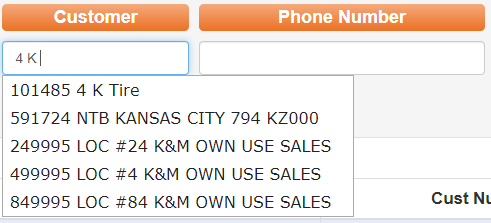 Customer Phone Number
4 K
101485 4 K Tire
591724 NTB KANSAS CITY 794 KZ000
249995 LOC #24 K&M OWN USE SALES
499995 LOC #4 K&M OWN USE SALES
849995 LOC #84 K&M OWN USE SALES
Cust Nu